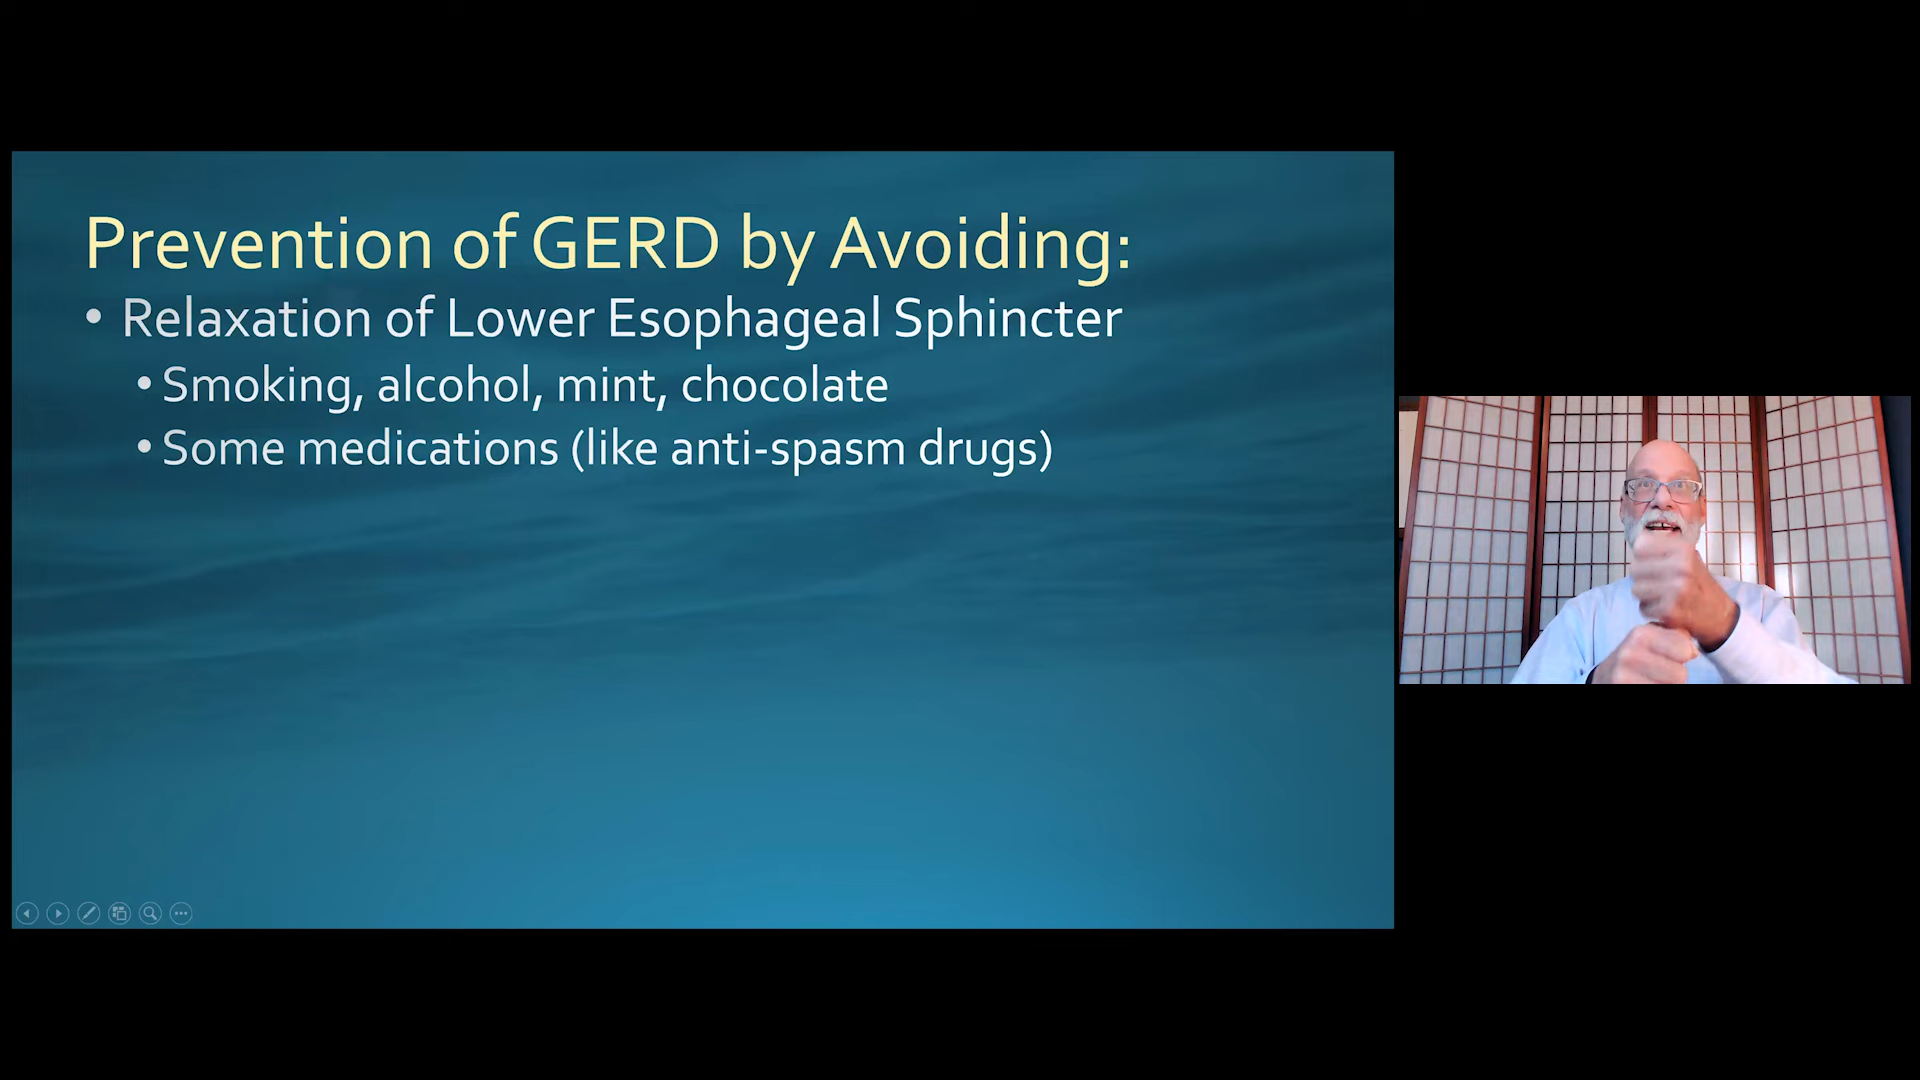 Prevention of GERD by Avoiding:
• Relaxation of Lower Esophageal Sphincter
• Smoking, alcohol, mint, chocolate
• Some medications (like anti-spasm drugs)